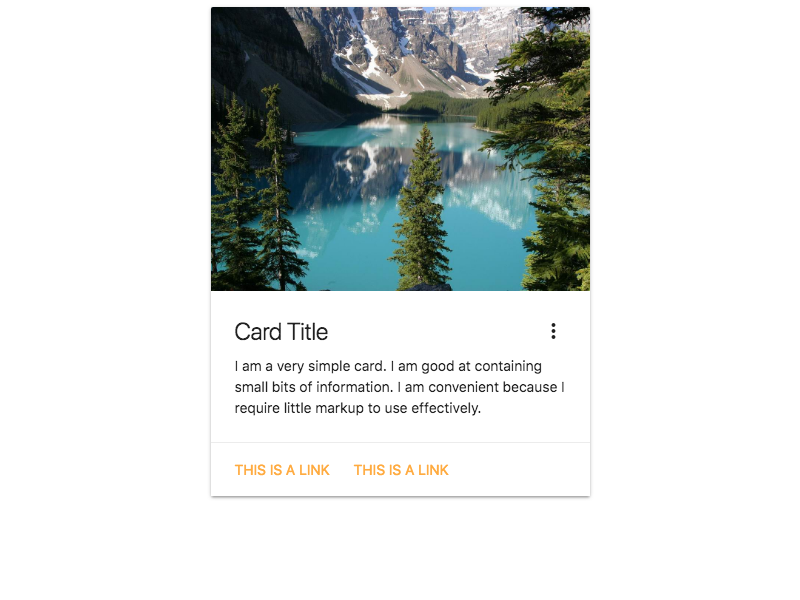 Card Title
I am a very simple card. I am good at containing
small bits of information. I am convenient because I
require little markup to use effectively.
THIS IS A LINK THIS IS A LINK